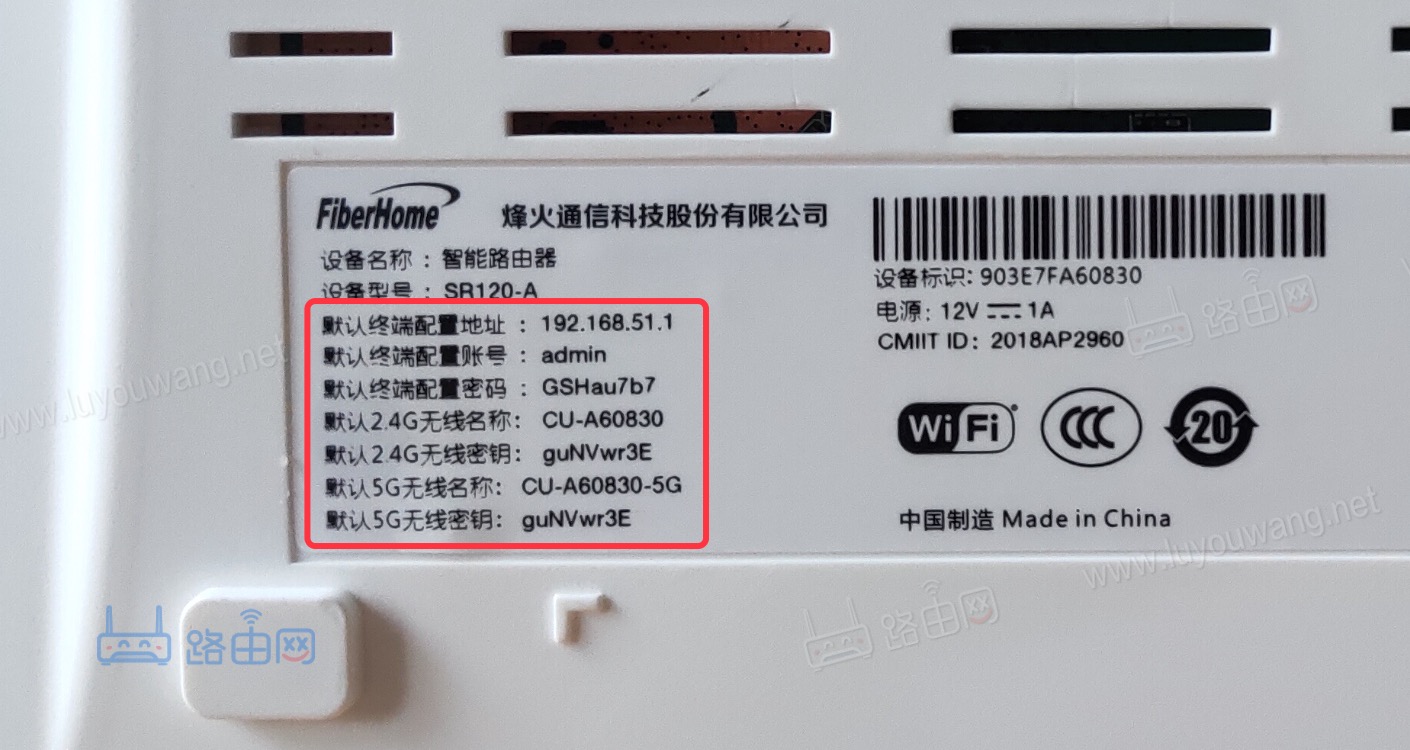 FiberHome 烽火通信科技股份有限公司
设备名称：智能路由器
设备型号：SR120-A
默认终端配置地址：192.168.51.1
默认终端配置账号：admin
默认终端配置密码：GSHau7b7
默认2.4G无线名称：CU-A60830
默认2.4G无线密钥：guNVwr3E
默认5G无线名称：CU-A60830-5G
默认5G无线密钥：guNVwr3E
设备标识：903E7FA60830
电源：12V 1A
CMIIT ID：2018AP2960
WiFi CCC 20
中国制造 Made in China
路由网
www.luyouwang.net
路由网
www.luyouwang.net
路由网